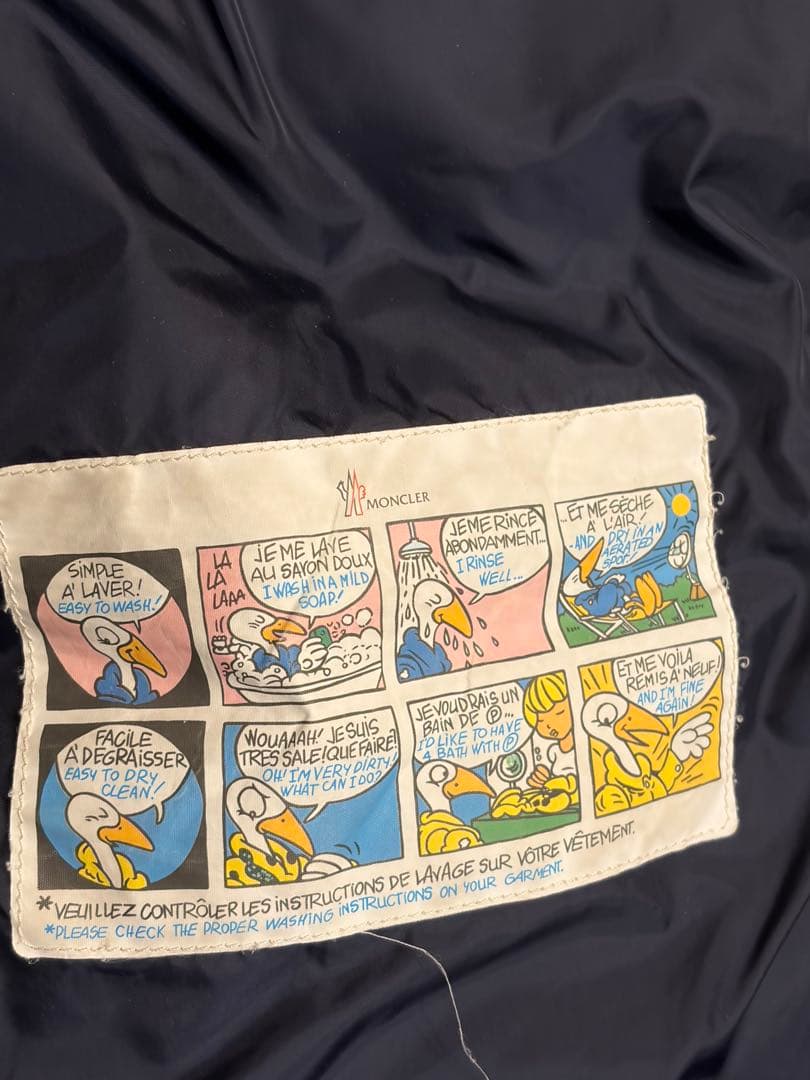 MONCLER
SIMPLE
A' LAVER!
EASY TO WASH!
LA
LA
LAAA
JE ME LAVE
AU SAVON DOUX
I WASH IN A MILD
SOAP!
JE ME RINCE
ABONDAMMENT...
I RINSE
WELL...
...ET ME SÈCHE
A' L'AIR!
-AND DRY IN AN
AERATED
SPOT!
FACILE
A' DEGRAISSER
EASY TO DRY
CLEAN!
WOUAAAH! JE SUIS
TRES SALE! QUE FAIRE?
OH! I'M VERY DIRTY!
WHAT CAN I DO?
JE VOUDRAIS UN
BAIN DE Ⓟ...
I'D LIKE TO HAVE
A BATH WITH Ⓟ
ET ME VOILA
REMIS A' NEUF!
AND I'M FINE
AGAIN!
*VEUILLEZ CONTRÔLER LES INSTRUCTIONS DE LAVAGE SUR VÔTRE VÊTEMENT.
*PLEASE CHECK THE PROPER WASHING INSTRUCTIONS ON YOUR GARMENT.